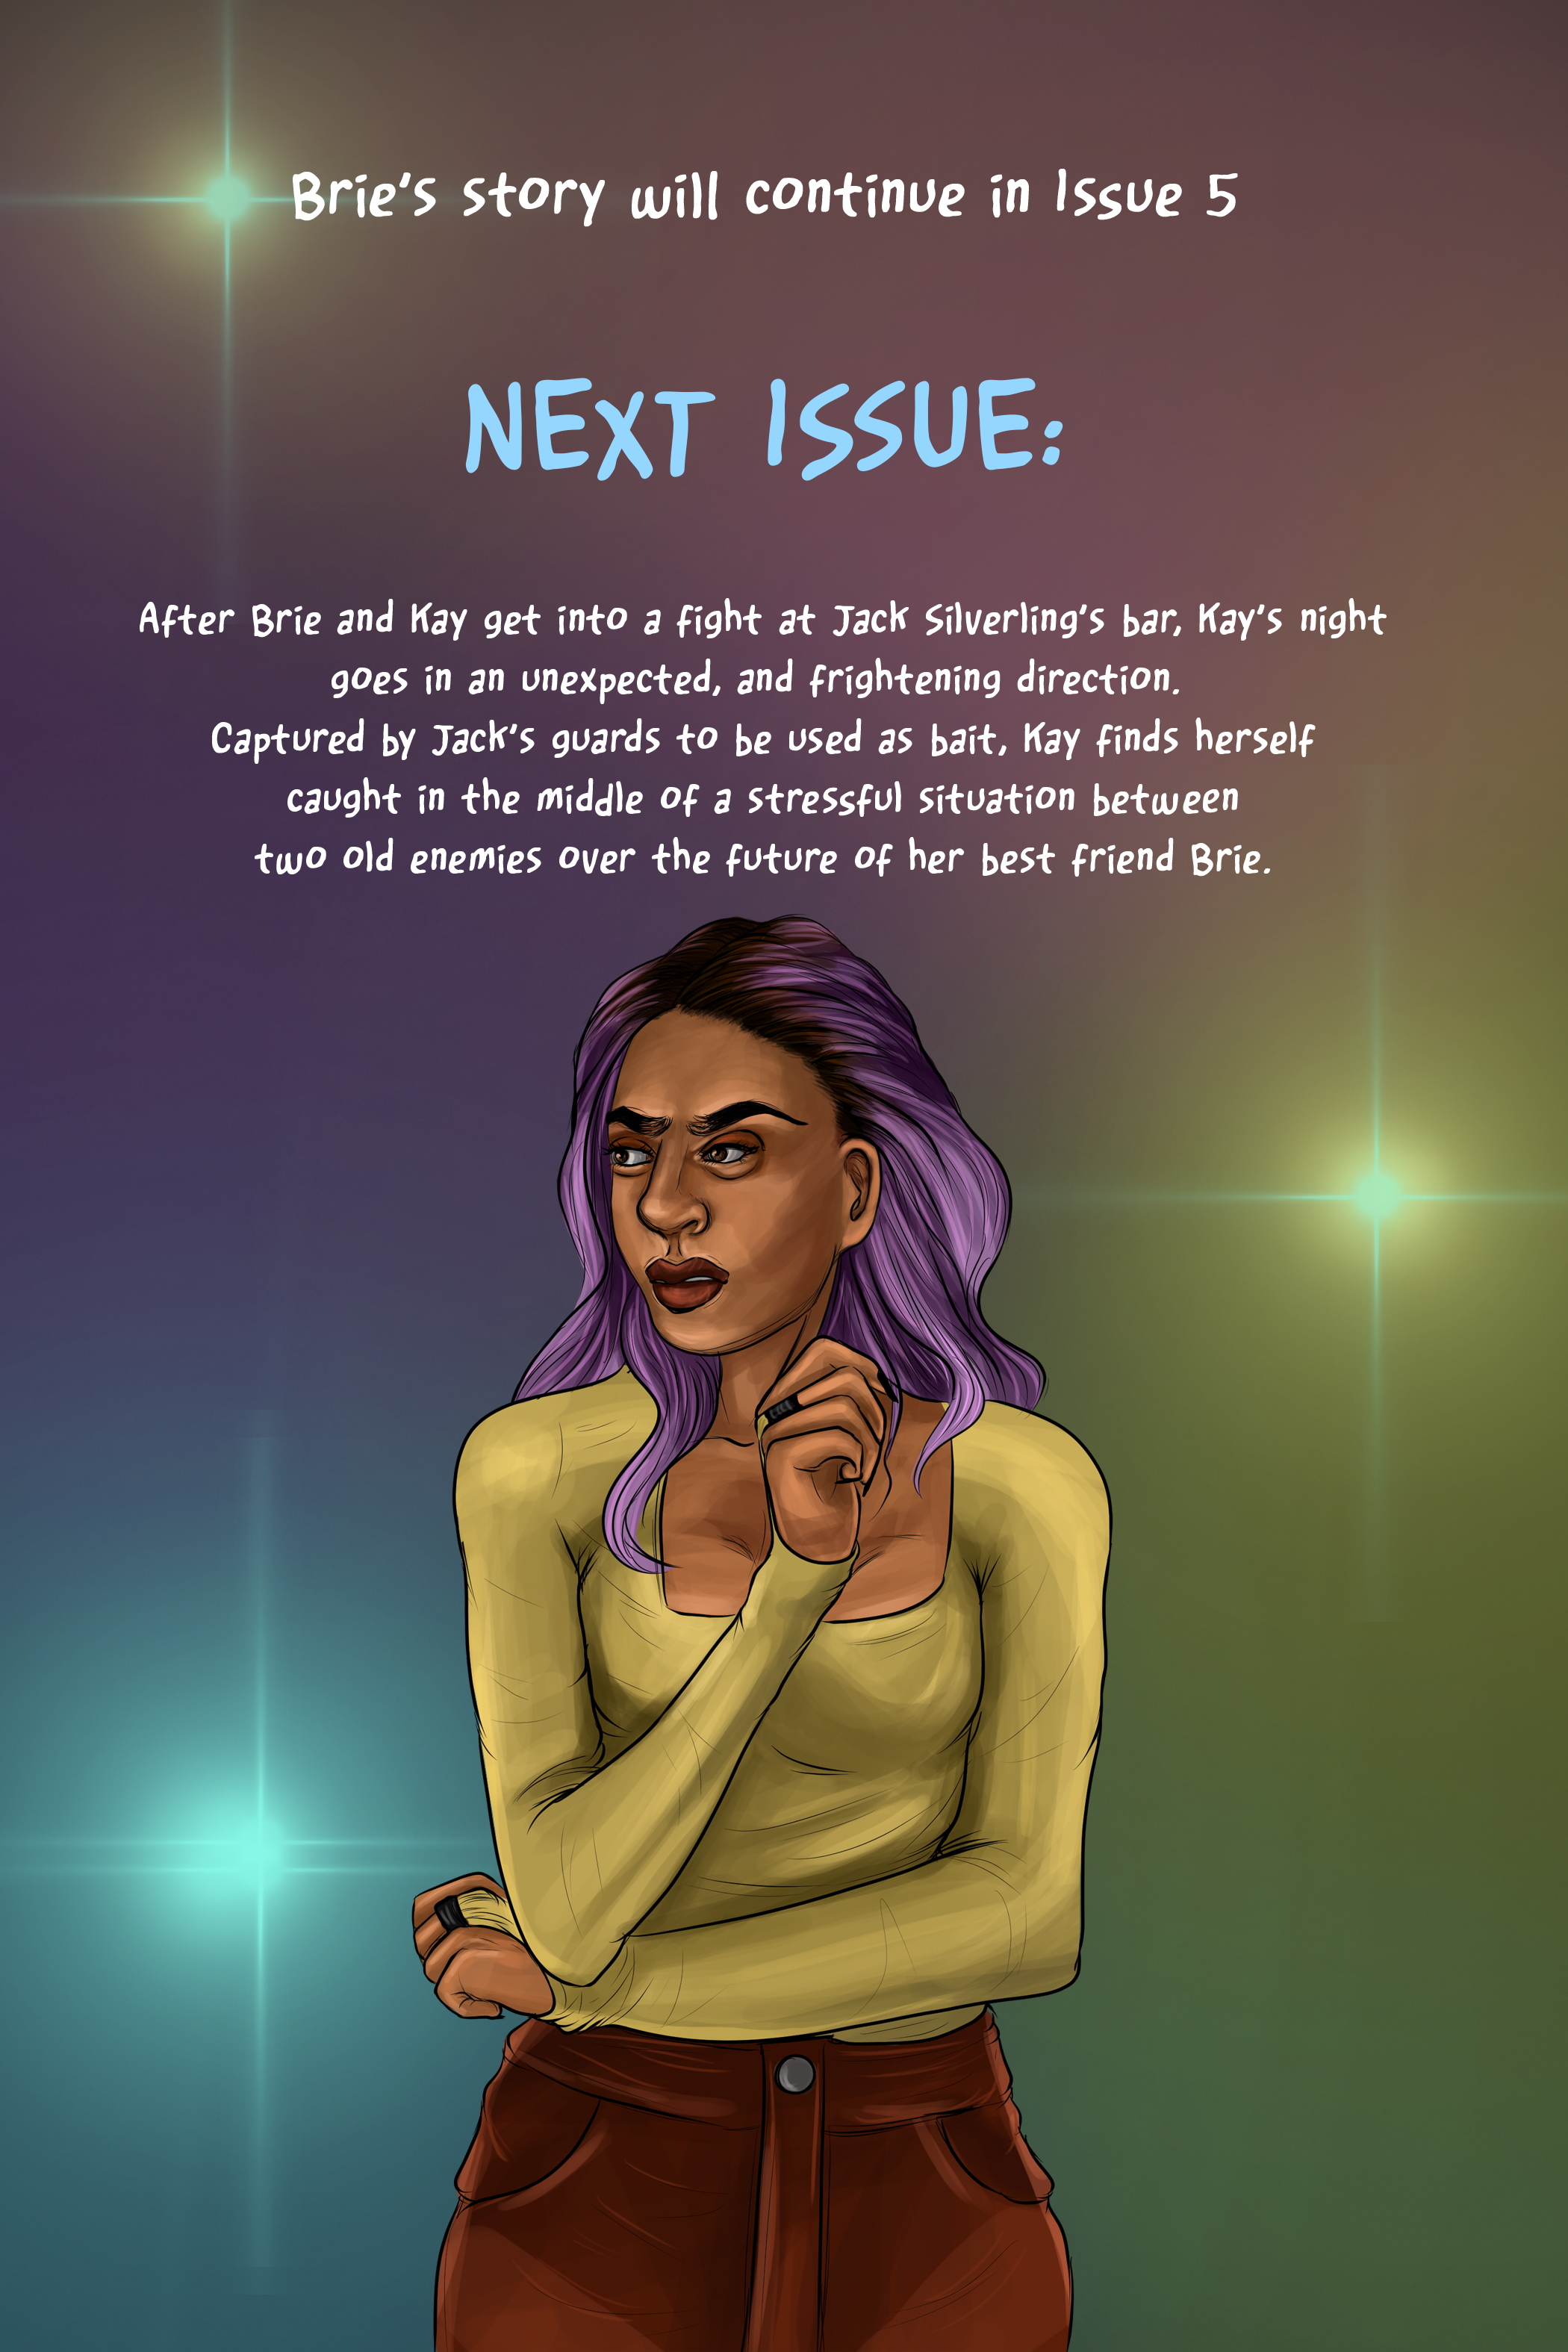 Brie's story will continue in Issue 5
NEXT ISSUE:
After Brie and Kay get into a fight at Jack Silverling's bar, Kay's night
goes in an unexpected, and frightening direction.
Captured by Jack's guards to be used as bait, Kay finds herself
caught in the middle of a stressful situation between
two old enemies over the future of her best friend Brie.